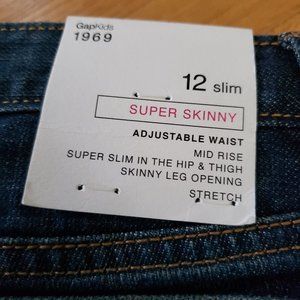 GapKids
1969
12 slim
SUPER SKINNY
ADJUSTABLE WAIST
MID RISE
SUPER SLIM IN THE HIP & THIGH
SKINNY LEG OPENING
STRETCH